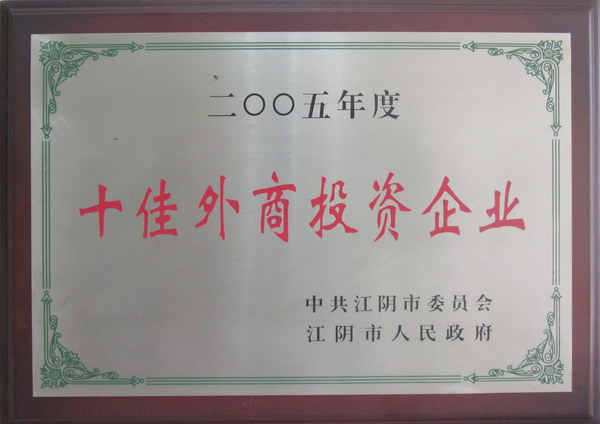 二〇〇五年度
十佳外商投资企业
中共江阴市委员会
江阴市人民政府